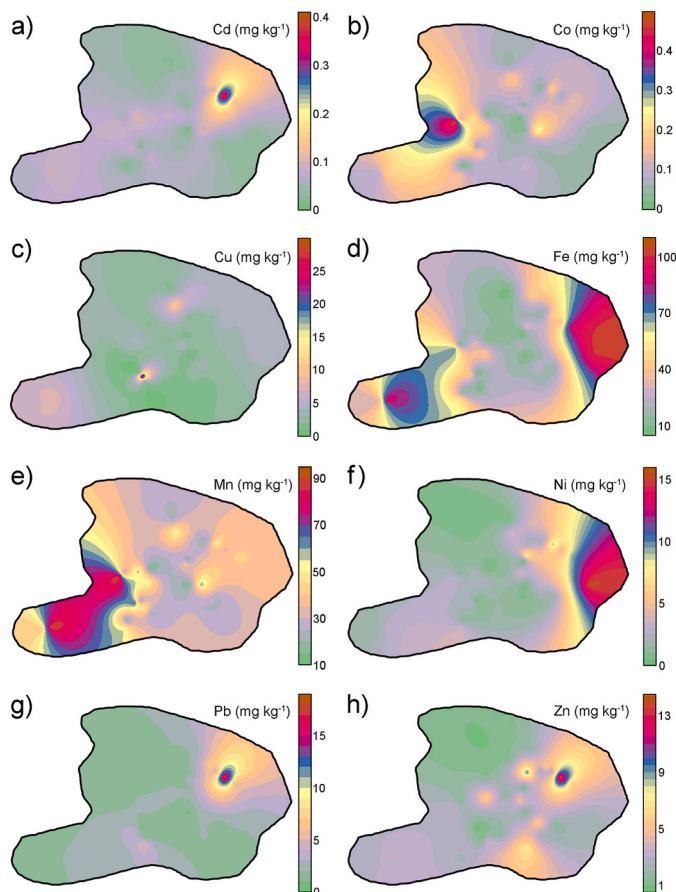 a)
Cd (mg kg⁻¹)
0.4
0.3
0.2
0.1
0
b)
Co (mg kg⁻¹)
0.4
0.3
0.2
0.1
0
c)
Cu (mg kg⁻¹)
25
20
15
10
5
0
d)
Fe (mg kg⁻¹)
100
70
40
10
e)
Mn (mg kg⁻¹)
90
70
50
30
10
f)
Ni (mg kg⁻¹)
15
10
5
0
g)
Pb (mg kg⁻¹)
15
10
5
0
h)
Zn (mg kg⁻¹)
13
9
5
1